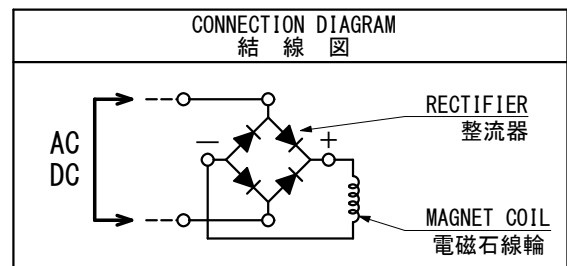 CONNECTION DIAGRAM
結線図
RECTIFIER
整流器
AC
DC
−
+
MAGNET COIL
電磁石線輪